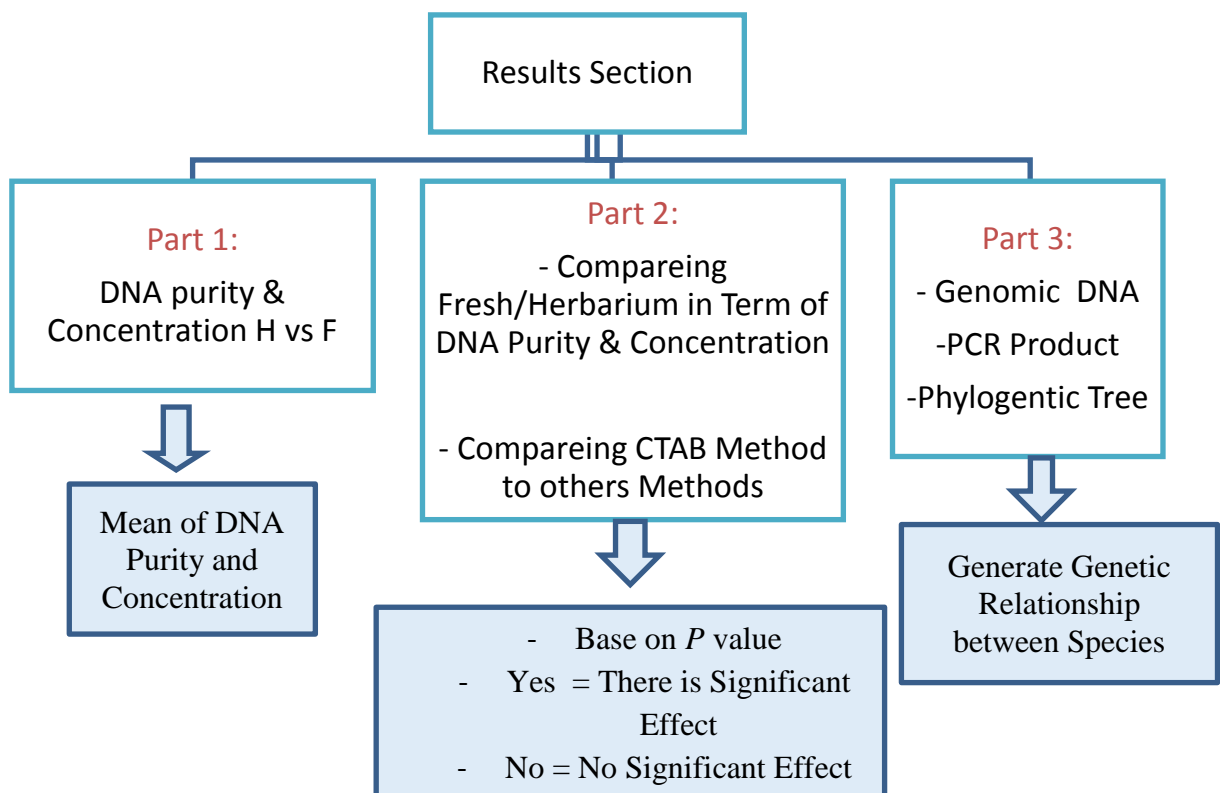 Results Section
Part 1:
DNA purity &
Concentration H vs F
Part 2:
- Compareing
Fresh/Herbarium in Term of
DNA Purity & Concentration
- Compareing CTAB Method
to others Methods
Part 3:
- Genomic DNA
-PCR Product
-Phylogentic Tree
Mean of DNA
Purity and
Concentration
- Base on P value
- Yes = There is Significant
Effect
- No = No Significant Effect
Generate Genetic
Relationship
between Species